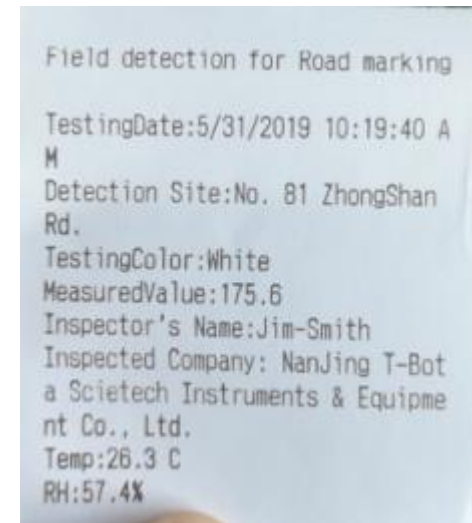 Field detection for Road marking
TestingDate:5/31/2019 10:19:40 A
M
Detection Site:No. 81 ZhongShan
Rd.
TestingColor:White
MeasuredValue:175.6
Inspector's Name:Jim-Smith
Inspected Company: NanJing T-Bot
a Scietech Instruments & Equipme
nt Co., Ltd.
Temp:26.3 C
RH:57.4%